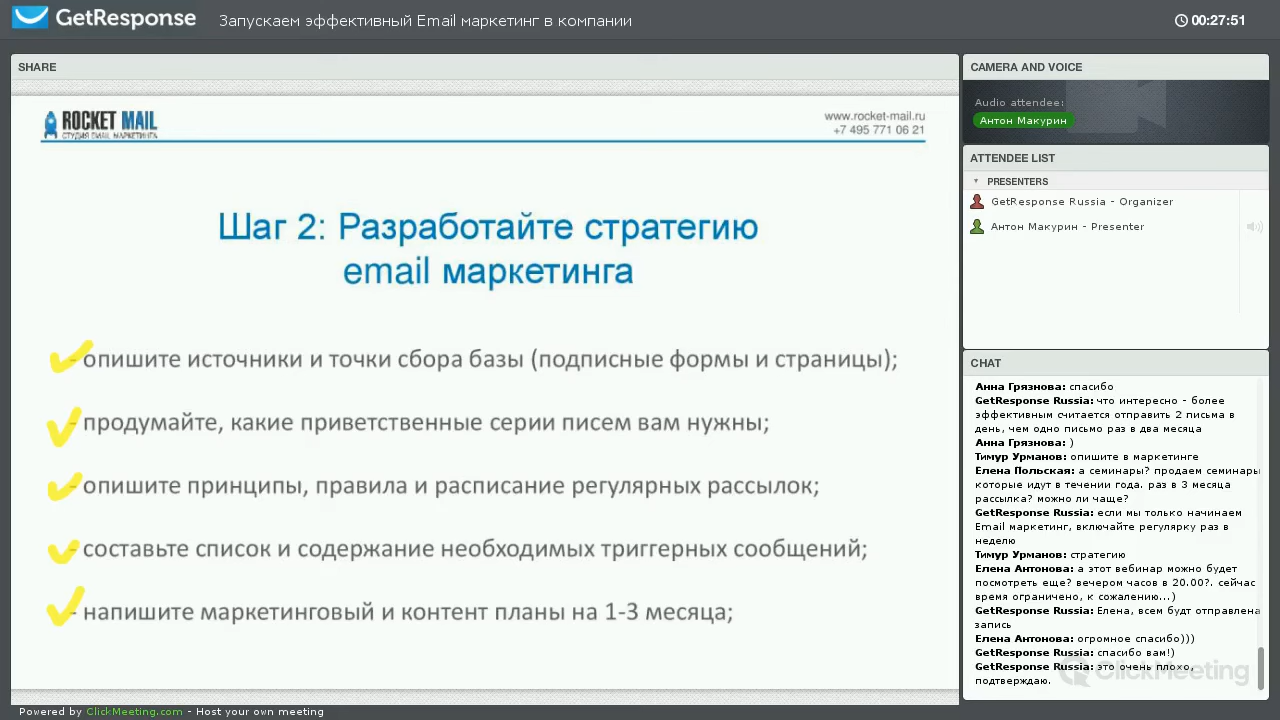 GetResponse
Запускаем эффективный Email маркетинг в компании
00:27:51
SHARE
ROCKET MAIL
СТУДИЯ EMAIL МАРКЕТИНГА
www.rocket-mail.ru
+7 495 771 06 21
Шаг 2: Разработайте стратегию
email маркетинга
- опишите источники и точки сбора базы (подписные формы и страницы);
- продумайте, какие приветственные серии писем вам нужны;
- опишите принципы, правила и расписание регулярных рассылок;
- составьте список и содержание необходимых триггерных сообщений;
- напишите маркетинговый и контент планы на 1-3 месяца;
CAMERA AND VOICE
Audio attendee:
Антон Макурин
ATTENDEE LIST
PRESENTERS
GetResponse Russia - Organizer
Антон Макурин - Presenter
CHAT
Анна Грязнова: спасибо
GetResponse Russia: что интересно - более
эффективным считается отправить 2 письма в
день, чем одно письмо раз в два месяца
Анна Грязнова: )
Тимур Урманов: опишите в маркетинге
Елена Польская: а семинары? продаем семинары
которые идут в течении года. раз в 3 месяца
рассылка? можно ли чаще?
GetResponse Russia: если мы только начинаем
Email маркетинг, включайте регулярку раз в
неделю
Тимур Урманов: стратегию
Елена Антонова: а этот вебинар можно будет
посмотреть еще? вечером часов в 20.00?. сейчас
время ограничено, к сожалению...)
GetResponse Russia: Елена, всем будт отправлена
запись
Елена Антонова: огромное спасибо)))
GetResponse Russia: спасибо вам!)
GetResponse Russia: это очень плохо,
подтверждаю.
ClickMeeting
Powered by ClickMeeting.com - Host your own meeting